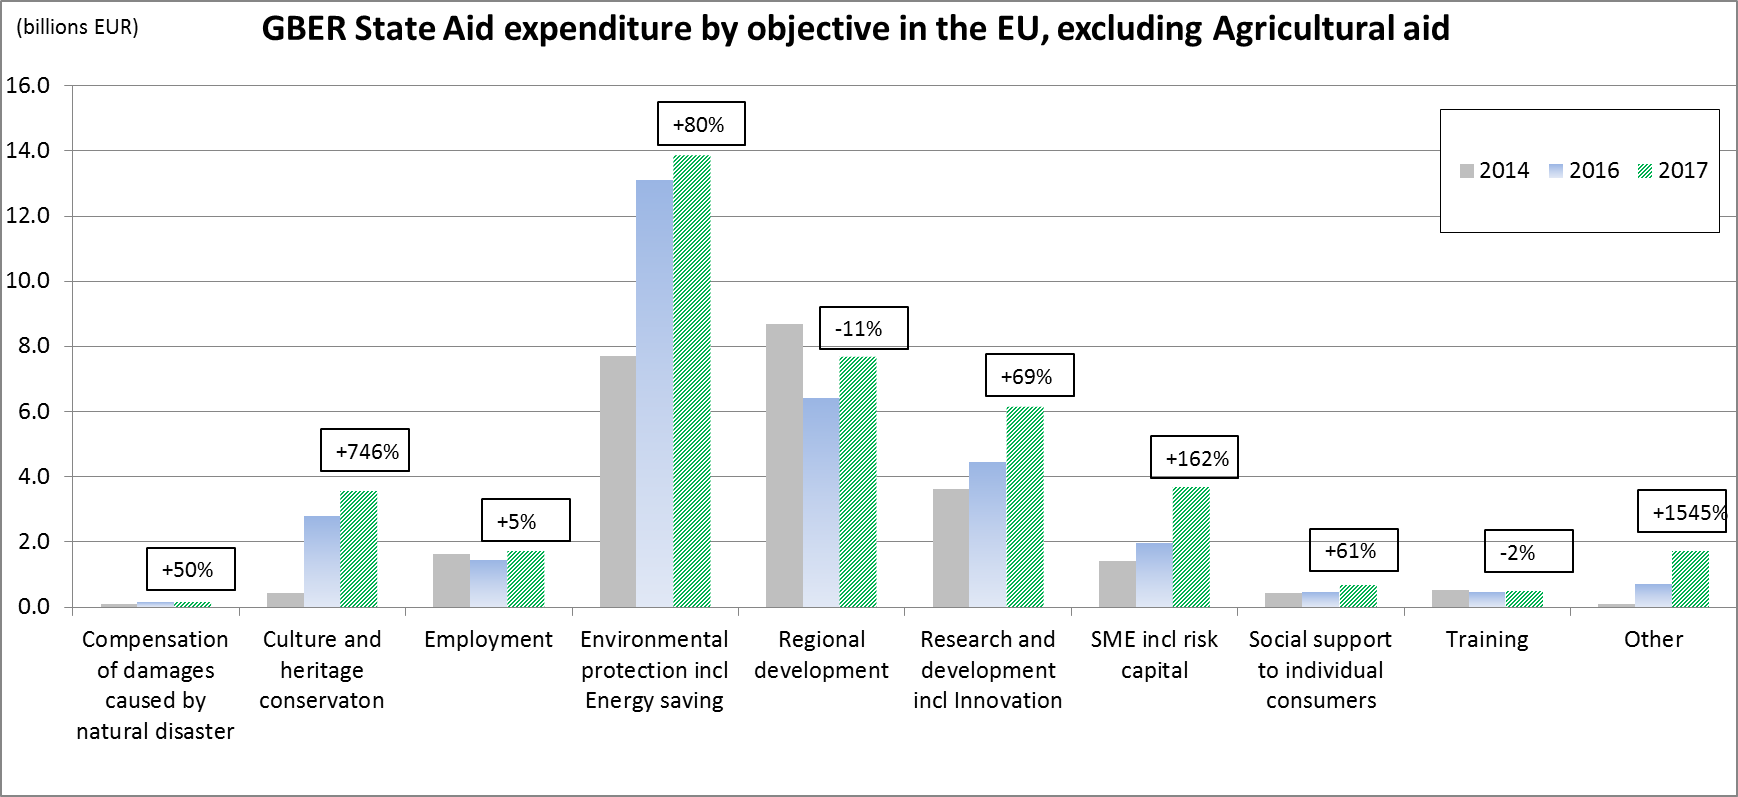 (billions EUR)
GBER State Aid expenditure by objective in the EU, excluding Agricultural aid
16.0
14.0
12.0
10.0
8.0
6.0
4.0
2.0
0.0
2014
2016
2017
+50%
+746%
+5%
+80%
-11%
+69%
+162%
+61%
-2%
+1545%
Compensation
of damages
caused by
natural disaster
Culture and
heritage
conservaton
Employment
Environmental
protection incl
Energy saving
Regional
development
Research and
development
incl Innovation
SME incl risk
capital
Social support
to individual
consumers
Training
Other